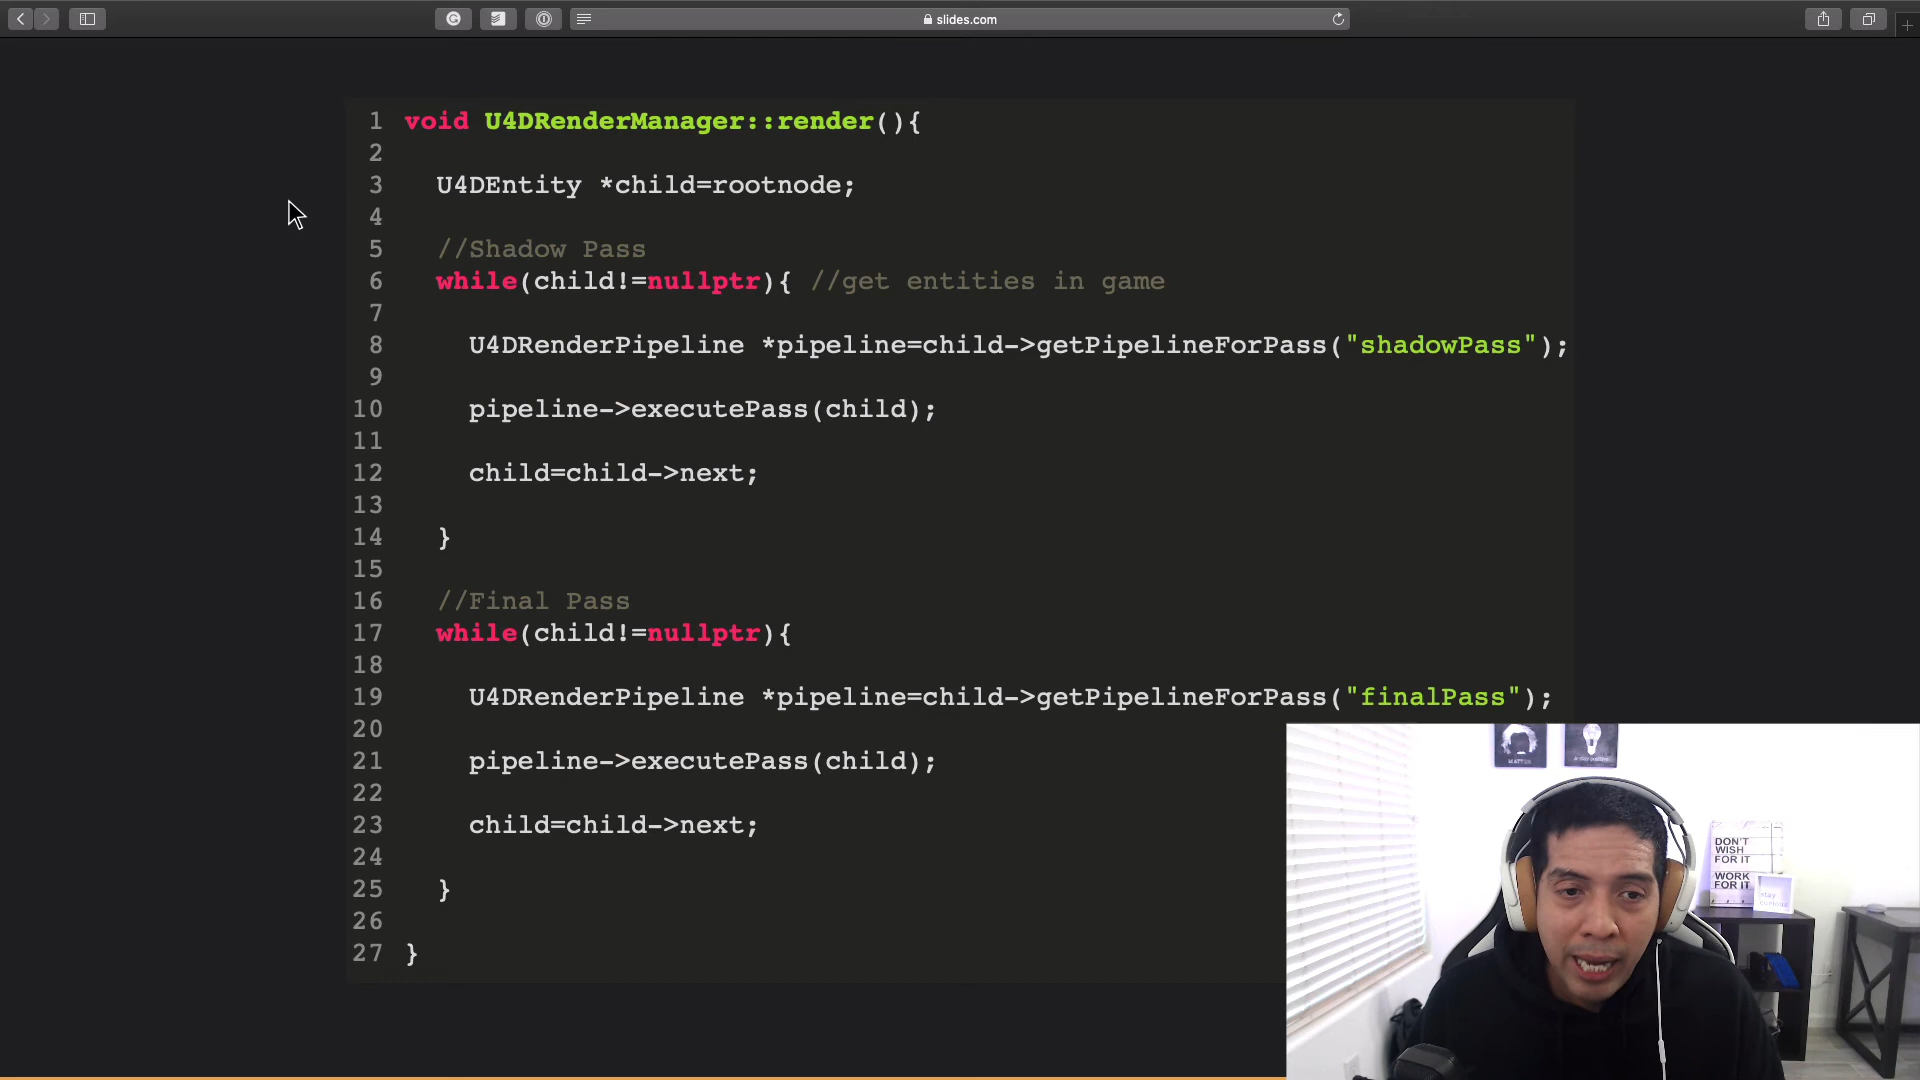 slides.com
1 void U4DRenderManager::render(){
2
3 U4DEntity *child=rootnode;
4
5 //Shadow Pass
6 while(child!=nullptr){ //get entities in game
7
8 U4DRenderPipeline *pipeline=child->getPipelineForPass("shadowPass");
9
10 pipeline->executePass(child);
11
12 child=child->next;
13
14 }
15
16 //Final Pass
17 while(child!=nullptr){
18
19 U4DRenderPipeline *pipeline=child->getPipelineForPass("finalPass");
20
21 pipeline->executePass(child);
22
23 child=child->next;
24
25 }
26
27 }
MATTER
DON'T
WISH
FOR IT
WORK
FOR IT
stay
curious